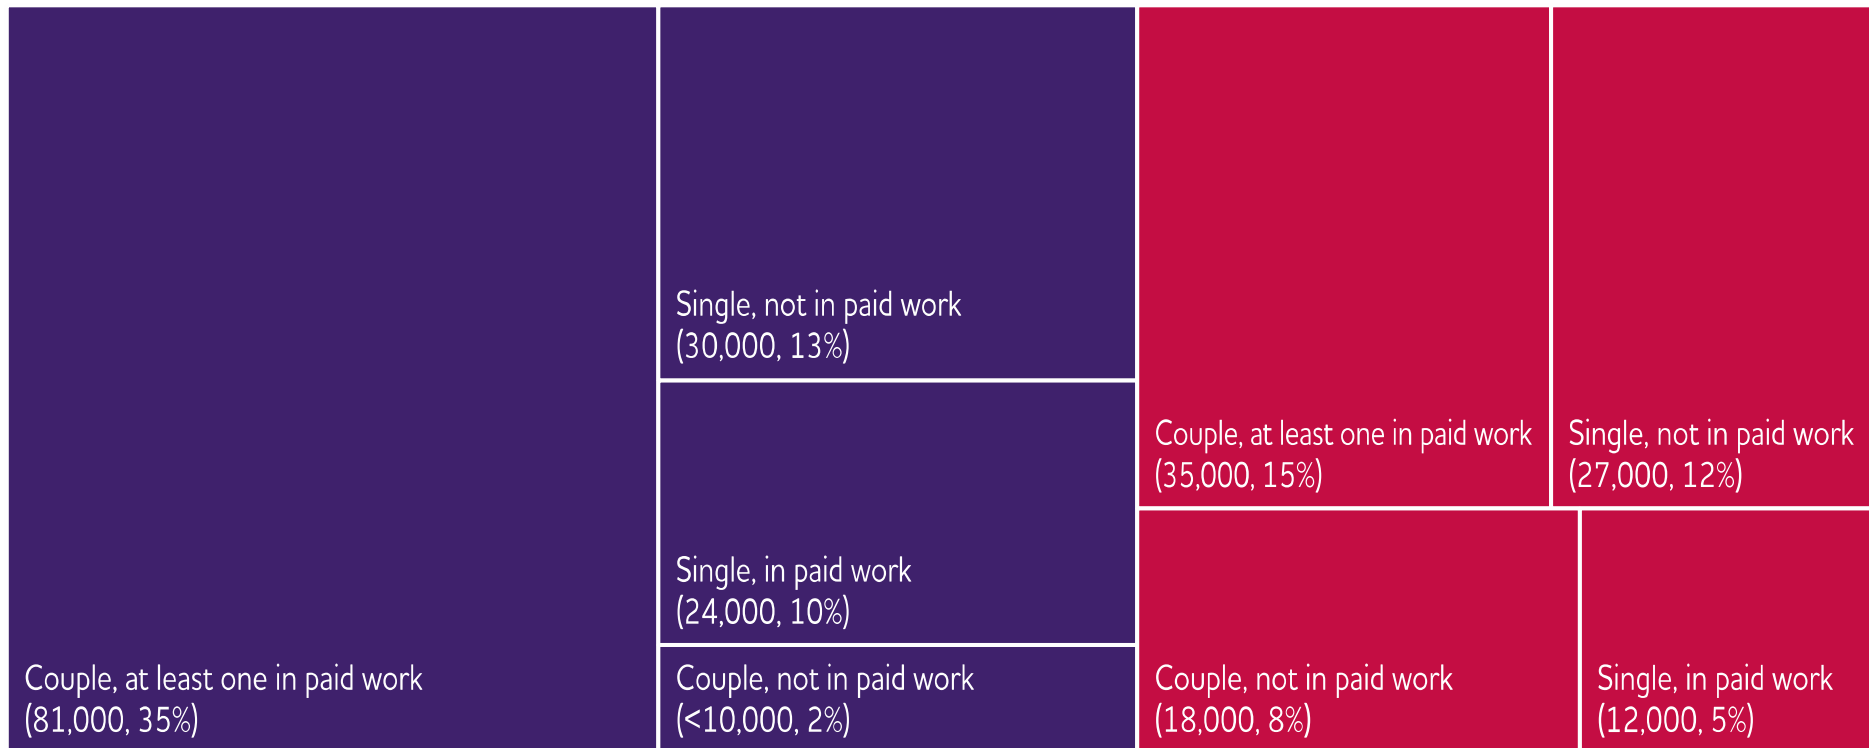 Couple, at least one in paid work
(81,000, 35%)
Single, not in paid work
(30,000, 13%)
Single, in paid work
(24,000, 10%)
Couple, not in paid work
(<10,000, 2%)
Couple, at least one in paid work
(35,000, 15%)
Single, not in paid work
(27,000, 12%)
Couple, not in paid work
(18,000, 8%)
Single, in paid work
(12,000, 5%)